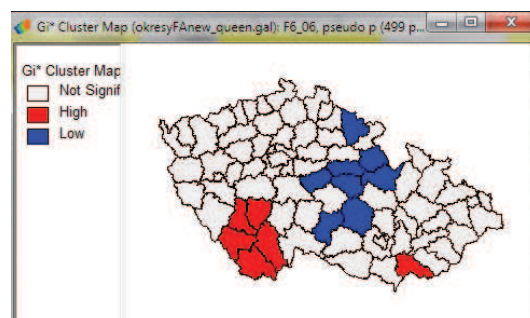 Gi* Cluster Map (okresyFAnew_queen.gal): F6_06, pseudo p (499 p...
Gi* Cluster Map
Not Signif
High
Low